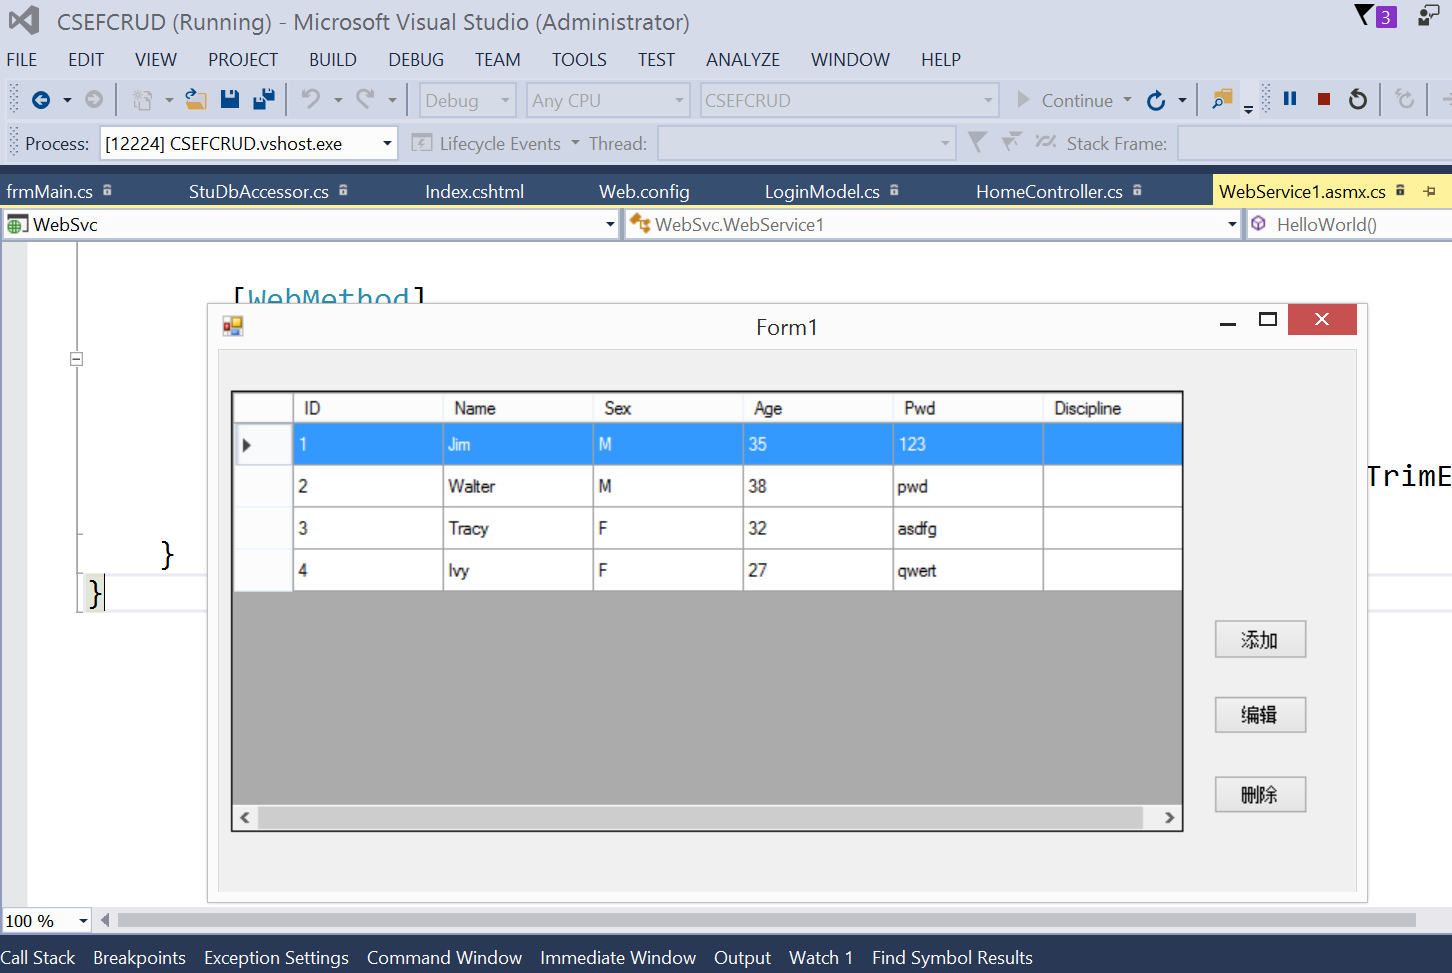 CSEFCRUD (Running) - Microsoft Visual Studio (Administrator)
3
FILE EDIT VIEW PROJECT BUILD DEBUG TEAM TOOLS TEST ANALYZE WINDOW HELP
Debug Any CPU CSEFCRUD Continue
Process: [12224] CSEFCRUD.vshost.exe Lifecycle Events Thread: Stack Frame:
frmMain.cs StuDbAccessor.cs Index.cshtml Web.config LoginModel.cs HomeController.cs WebService1.asmx.cs
WebSvc WebSvc.WebService1 HelloWorld()
[WebMethod]
Form1
ID Name Sex Age Pwd Discipline
1 Jim M 35 123
2 Walter M 38 pwd
3 Tracy F 32 asdfg
4 Ivy F 27 qwert
TrimE
}
}
添加
编辑
删除
100 %
Call Stack Breakpoints Exception Settings Command Window Immediate Window Output Watch 1 Find Symbol Results